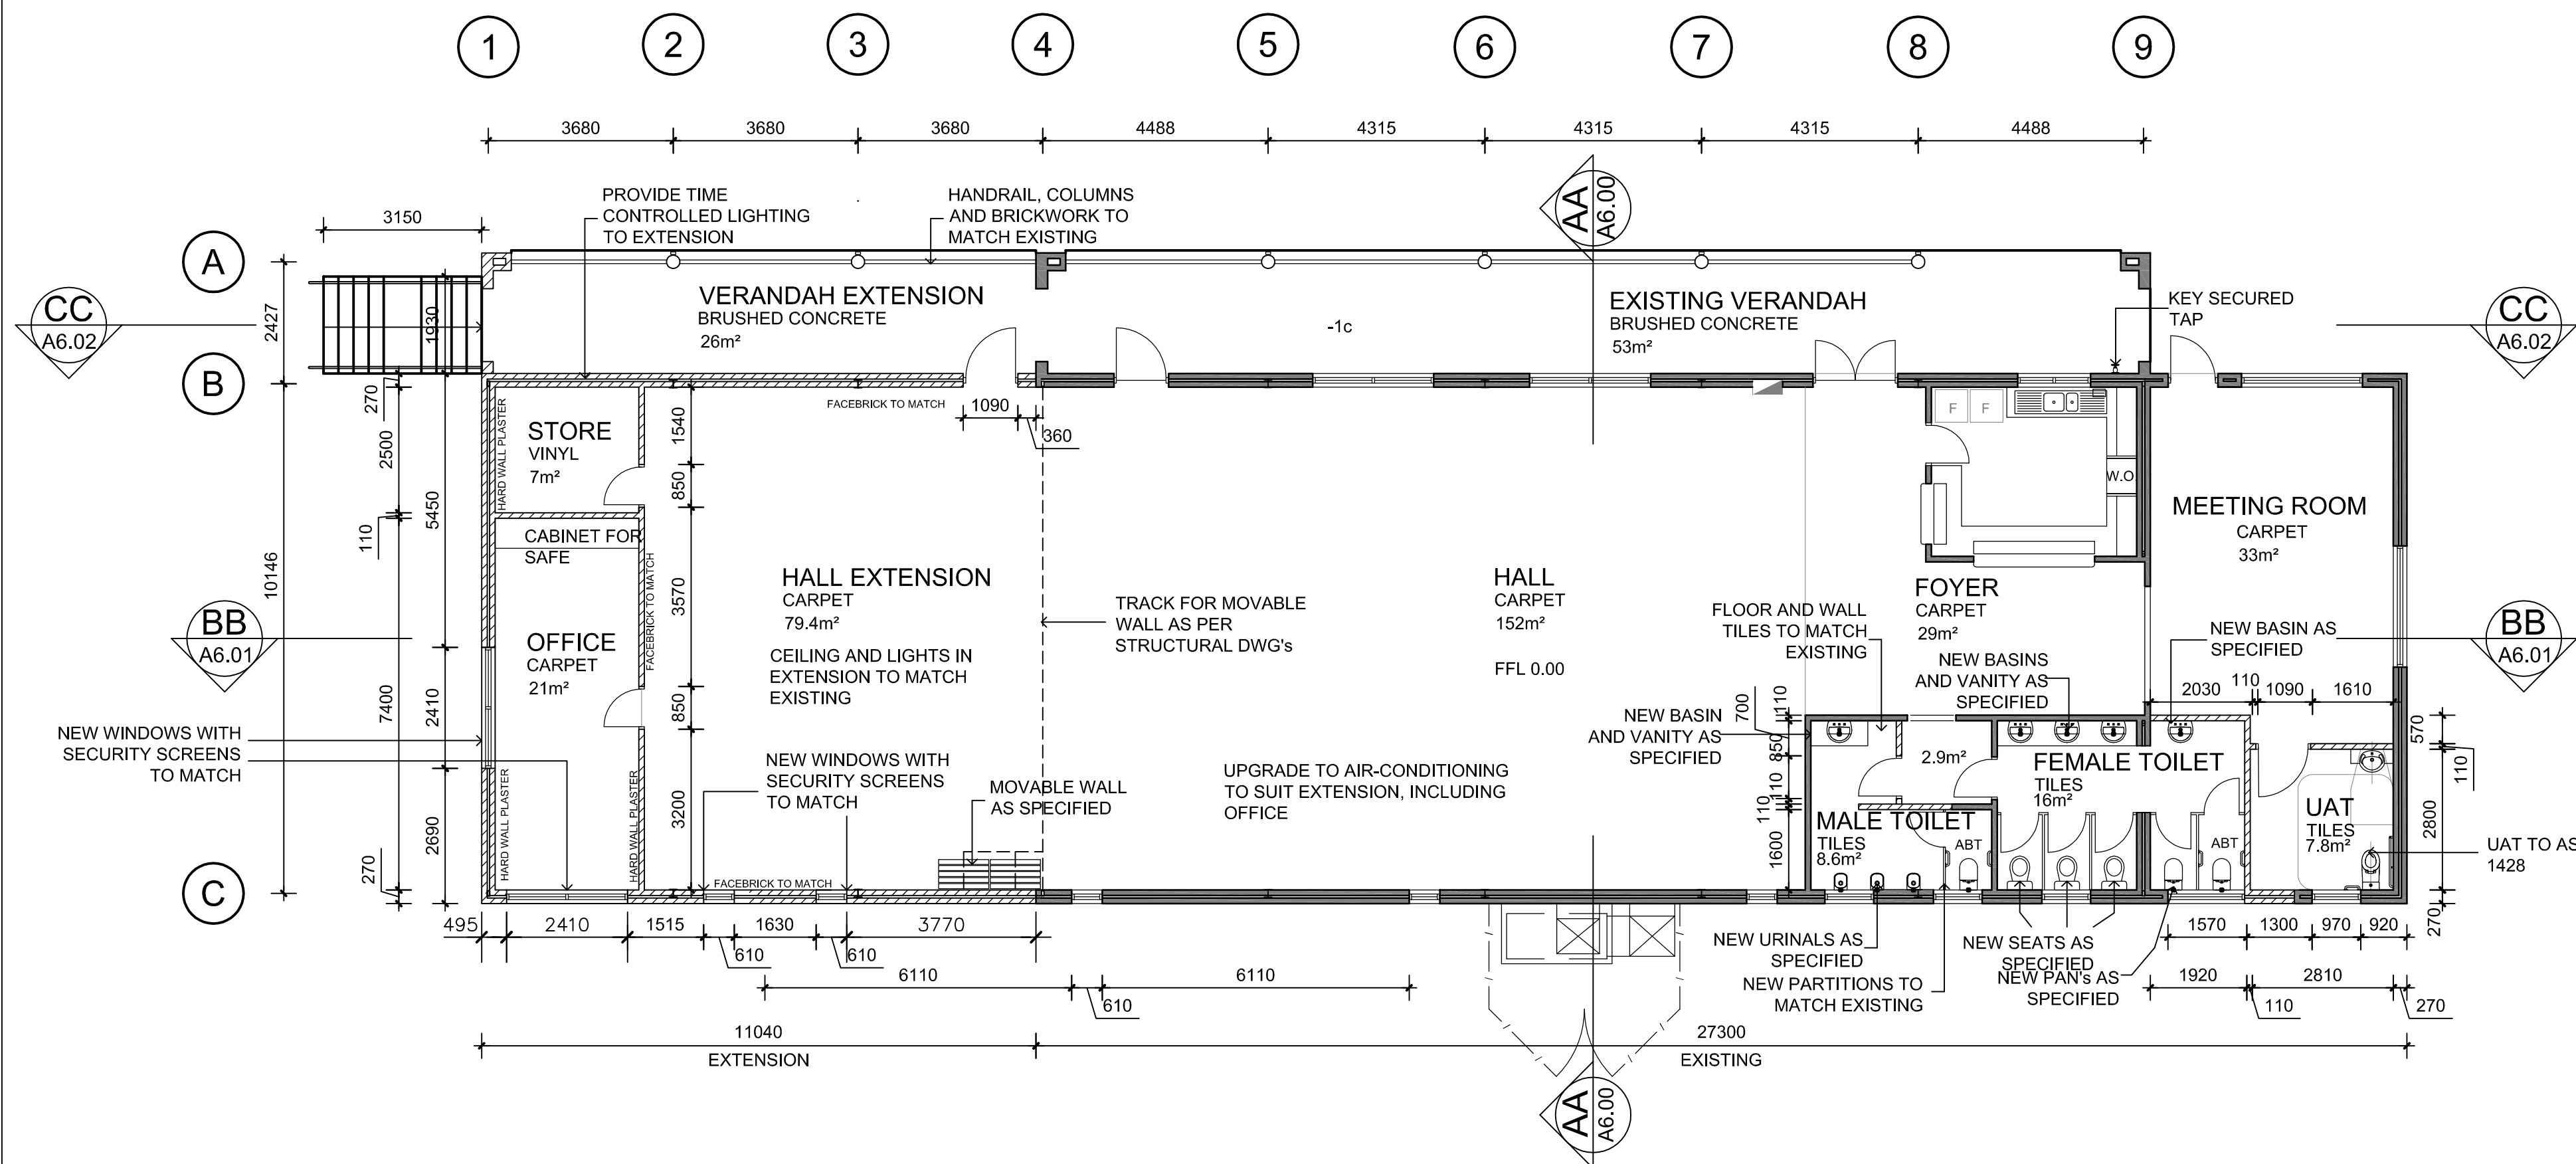 1
2
3
4
5
6
7
8
9
3680
3680
3680
4488
4315
4315
4315
4488
AA
A6.00
3150
PROVIDE TIME
CONTROLLED LIGHTING
TO EXTENSION
HANDRAIL, COLUMNS
AND BRICKWORK TO
MATCH EXISTING
A
2427
1930
CC
A6.02
VERANDAH EXTENSION
BRUSHED CONCRETE
26m²
-1c
EXISTING VERANDAH
BRUSHED CONCRETE
53m²
KEY SECURED
TAP
CC
A6.02
B
270
2500
110
7400
270
10146
5450
2410
2690
HARD WALL PLASTER
STORE
VINYL
7m²
1540
850
3570
850
3200
FACEBRICK TO MATCH
1090
360
F
F
W.O.
CABINET FOR
SAFE
FACEBRICK TO MATCH
MEETING ROOM
CARPET
33m²
HALL EXTENSION
CARPET
79.4m²
CEILING AND LIGHTS IN
EXTENSION TO MATCH
EXISTING
TRACK FOR MOVABLE
WALL AS PER
STRUCTURAL DWG's
HALL
CARPET
152m²
FFL 0.00
FOYER
CARPET
29m²
FLOOR AND WALL
TILES TO MATCH
EXISTING
BB
A6.01
OFFICE
CARPET
21m²
NEW BASIN AS
SPECIFIED
BB
A6.01
NEW BASINS
AND VANITY AS
SPECIFIED
2030
110
1090
1610
NEW WINDOWS WITH
SECURITY SCREENS
TO MATCH
HARD WALL PLASTER
HARD WALL PLASTER
NEW WINDOWS WITH
SECURITY SCREENS
TO MATCH
MOVABLE WALL
AS SPECIFIED
UPGRADE TO AIR-CONDITIONING
TO SUIT EXTENSION, INCLUDING
OFFICE
NEW BASIN
AND VANITY AS
SPECIFIED
700
110
850
110
110
1600
2.9m²
FEMALE TOILET
TILES
16m²
570
110
2800
270
MALE TOILET
TILES
8.6m²
ABT
ABT
UAT
TILES
7.8m²
UAT TO AS
1428
C
FACEBRICK TO MATCH
495
2410
1515
610
1630
610
3770
NEW URINALS AS
SPECIFIED
NEW PARTITIONS TO
MATCH EXISTING
NEW SEATS AS
SPECIFIED
NEW PAN's AS
SPECIFIED
1570
1300
970
920
6110
610
6110
1920
110
2810
270
11040
EXTENSION
27300
EXISTING
AA
A6.00